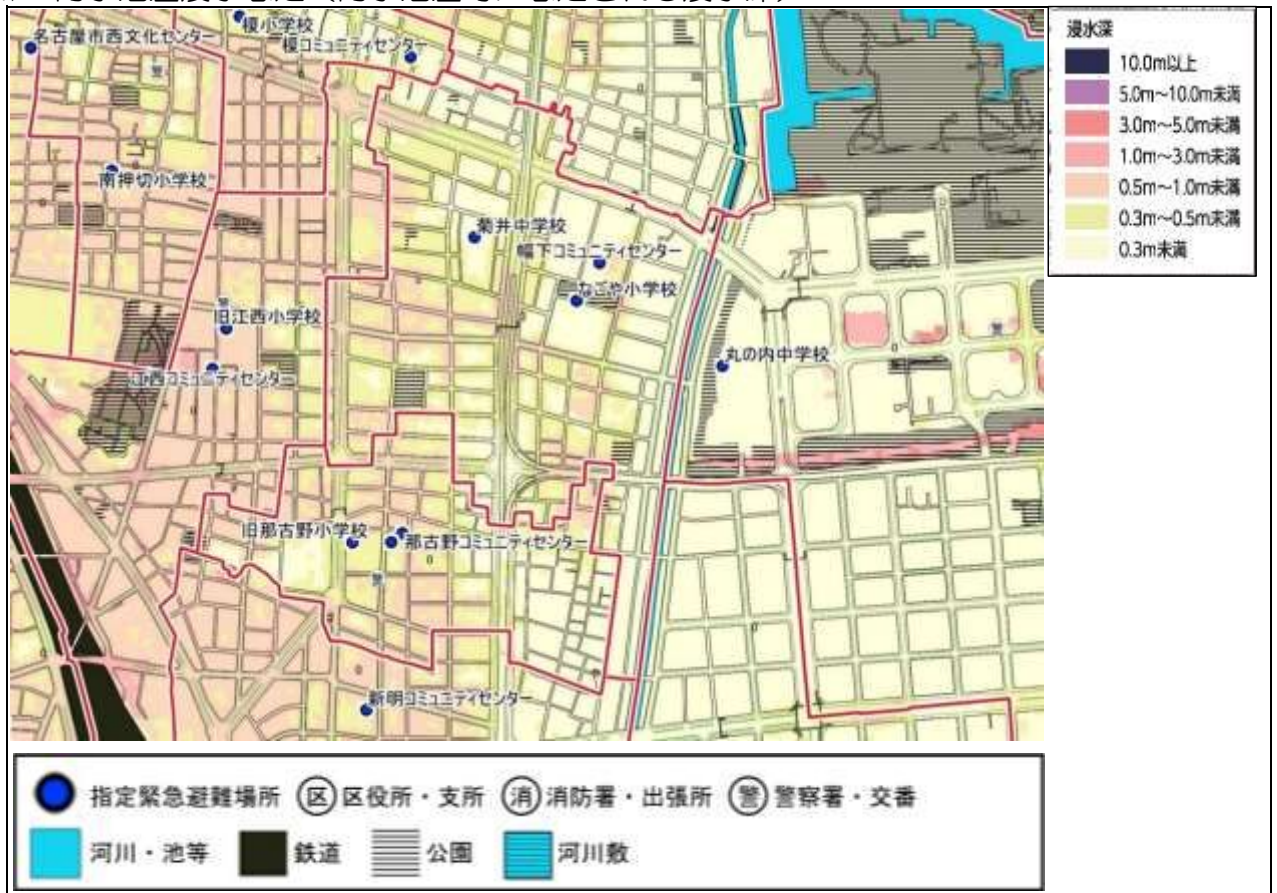 名古屋市西文化センター
榎小学校
榎コミュニティセンター
南押切小学校
菊井中学校
幅下コミュニティセンター
なごや小学校
旧江西小学校
江西コミュニティセンター
丸の内中学校
旧那古野小学校
那古野コミュニティセンター
新明コミュニティセンター
浸水深
10.0m以上
5.0m～10.0m未満
3.0m～5.0m未満
1.0m～3.0m未満
0.5m～1.0m未満
0.3m～0.5m未満
0.3m未満
指定緊急避難場所 区 区役所・支所 消 消防署・出張所 警 警察署・交番
河川・池等 鉄道 公園 河川敷